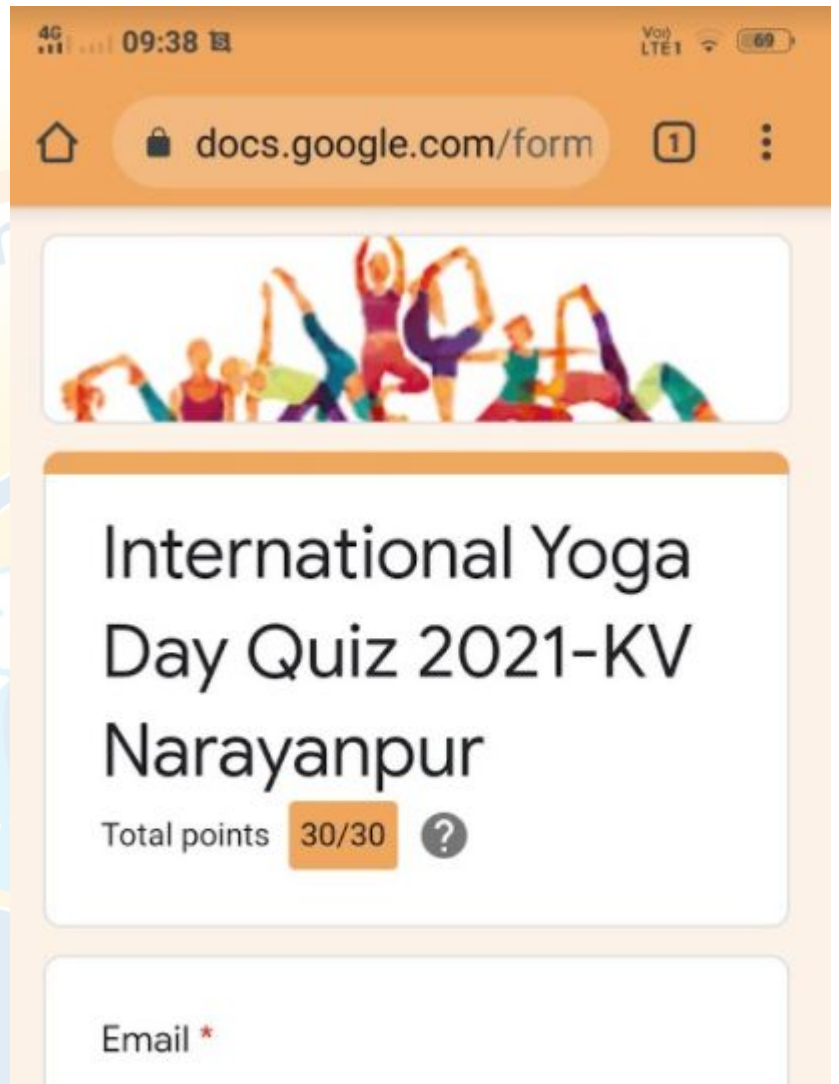 4G 09:38 Vo) LTE1 69
docs.google.com/form 1
International Yoga
Day Quiz 2021-KV
Narayanpur
Total points 30/30 ?
Email *